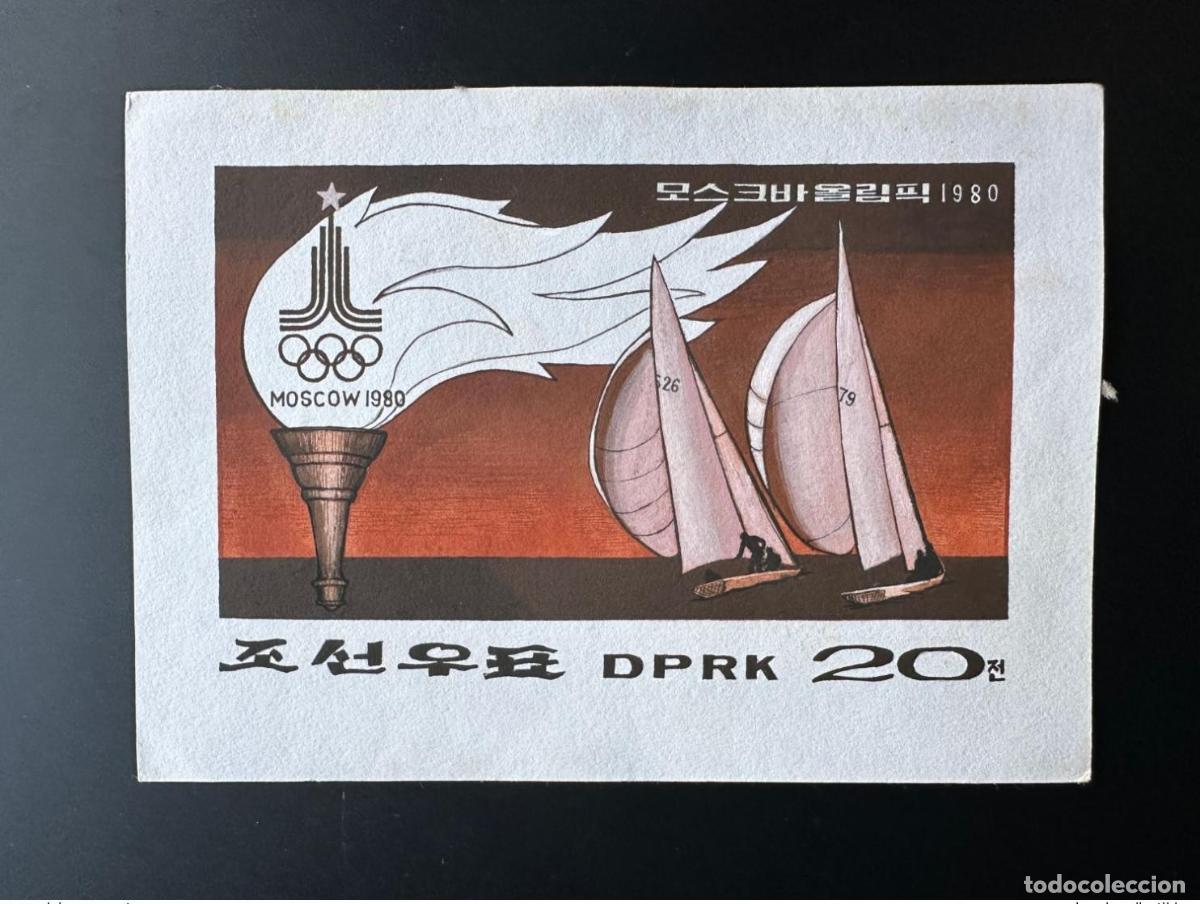 모스크바올림픽 1980
MOSCOW 1980
S26
79
조선우표 DPRK 20전
todocoleccion